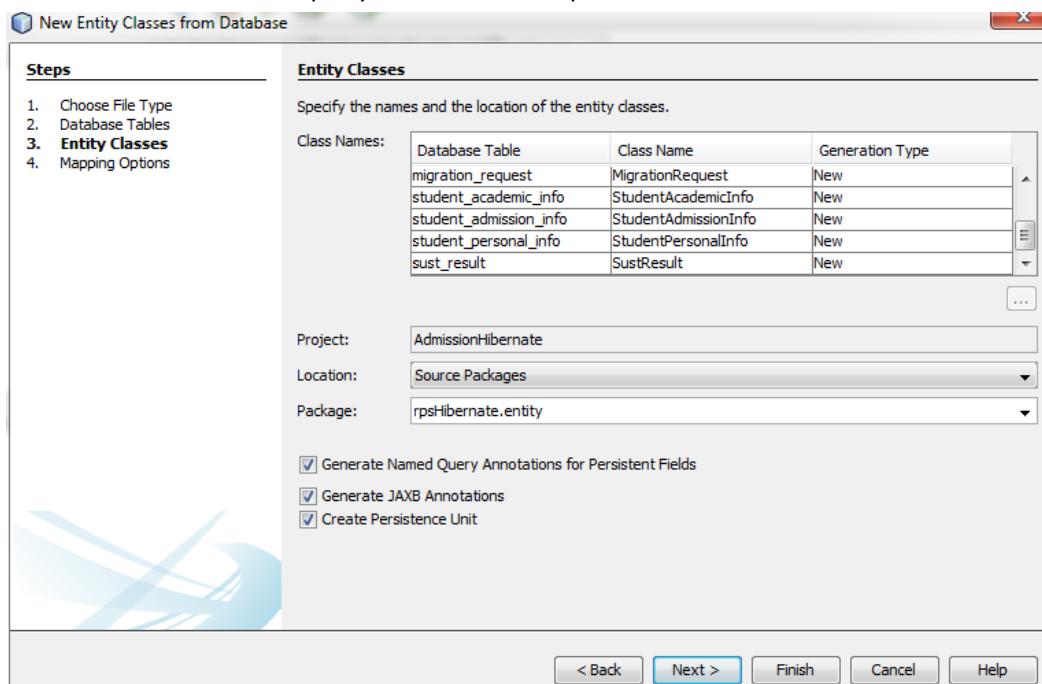 New Entity Classes from Database
Steps
1. Choose File Type
2. Database Tables
3. Entity Classes
4. Mapping Options
Entity Classes
Specify the names and the location of the entity classes.
Class Names:
Database Table Class Name Generation Type
migration_request MigrationRequest New
student_academic_info StudentAcademicInfo New
student_admission_info StudentAdmissionInfo New
student_personal_info StudentPersonalInfo New
sust_result SustResult New
...
Project: AdmissionHibernate
Location: Source Packages
Package: rpsHibernate.entity
Generate Named Query Annotations for Persistent Fields
Generate JAXB Annotations
Create Persistence Unit
< Back Next > Finish Cancel Help